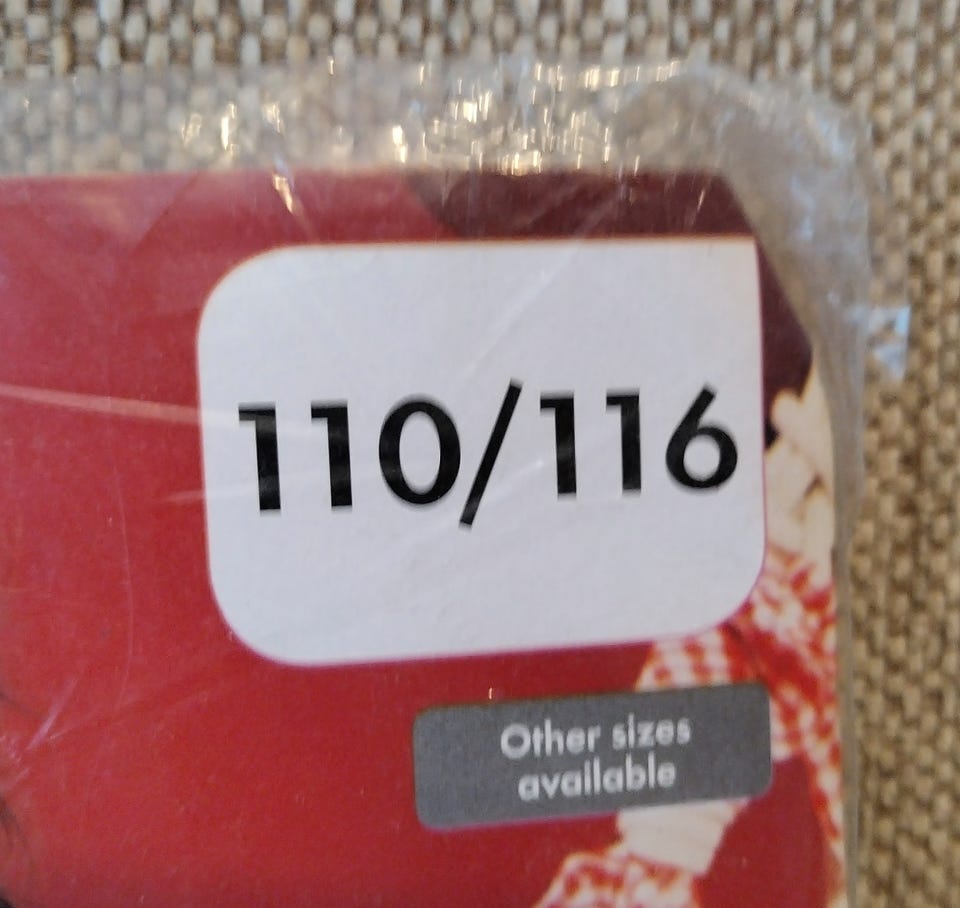 110/116
Other sizes
available